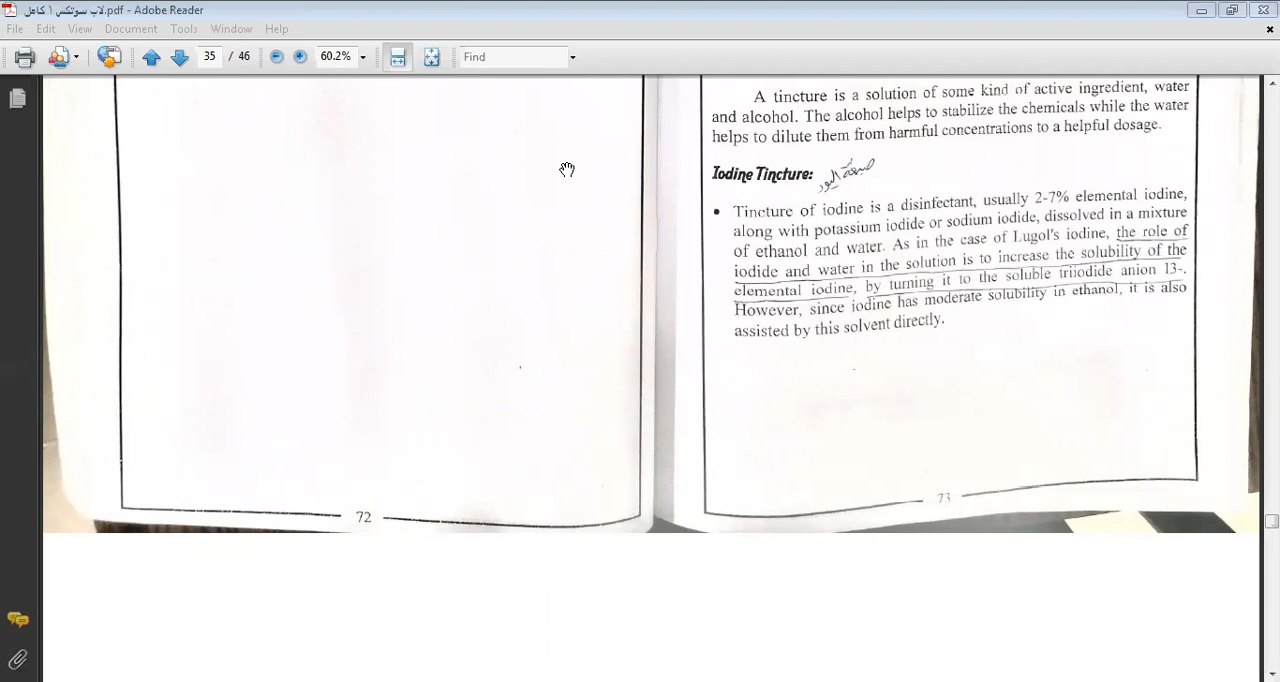 لاب سوتكس ١ كاهل.pdf - Adobe Reader
File Edit View Document Tools Window Help
35 / 46 60.2% Find
A tincture is a solution of some kind of active ingredient, water
and alcohol. The alcohol helps to stabilize the chemicals while the water
helps to dilute them from harmful concentrations to a helpful dosage.
Iodine Tincture:
• Tincture of iodine is a disinfectant, usually 2-7% elemental iodine,
along with potassium iodide or sodium iodide, dissolved in a mixture
of ethanol and water. As in the case of Lugol's iodine, the role of
iodide and water in the solution is to increase the solubility of the
elemental iodine, by turning it to the soluble triiodide anion 13-.
However, since iodine has moderate solubility in ethanol, it is also
assisted by this solvent directly.
72
73